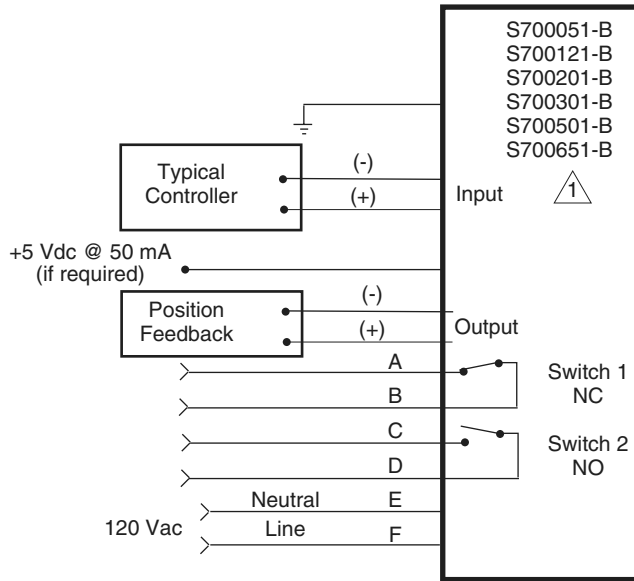 S700051-B
S700121-B
S700201-B
S700301-B
S700501-B
S700651-B
1
Typical
Controller
(-)
(+)
Input
+5 Vdc @ 50 mA
(if required)
Position
Feedback
(-)
(+)
Output
A
B
Switch 1
NC
C
D
Switch 2
NO
120 Vac
Neutral
E
Line
F